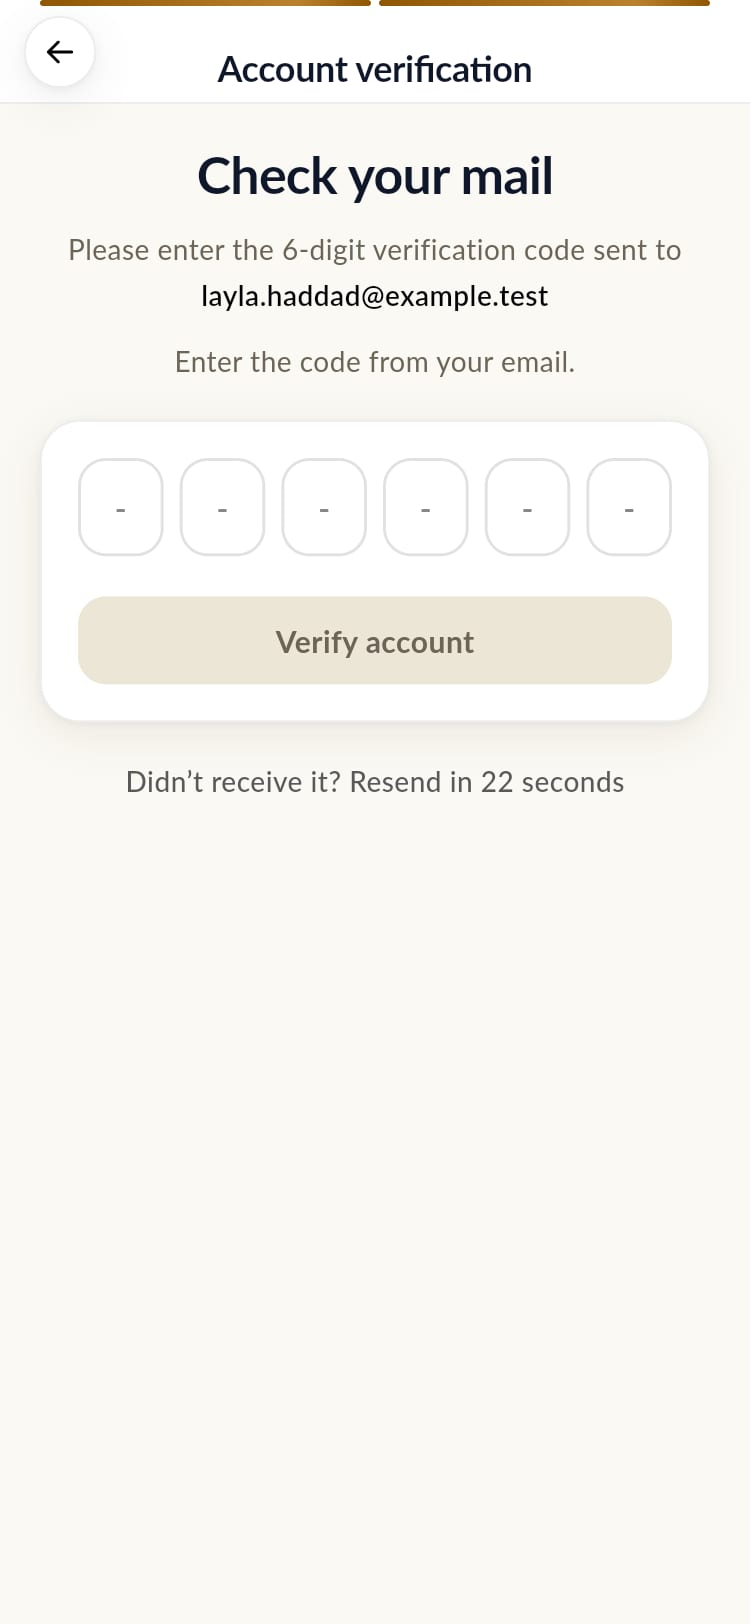 Account verification
Check your mail
Please enter the 6-digit verification code sent to
layla.haddad@example.test
Enter the code from your email.
- - - - - -
Verify account
Didn’t receive it? Resend in 22 seconds